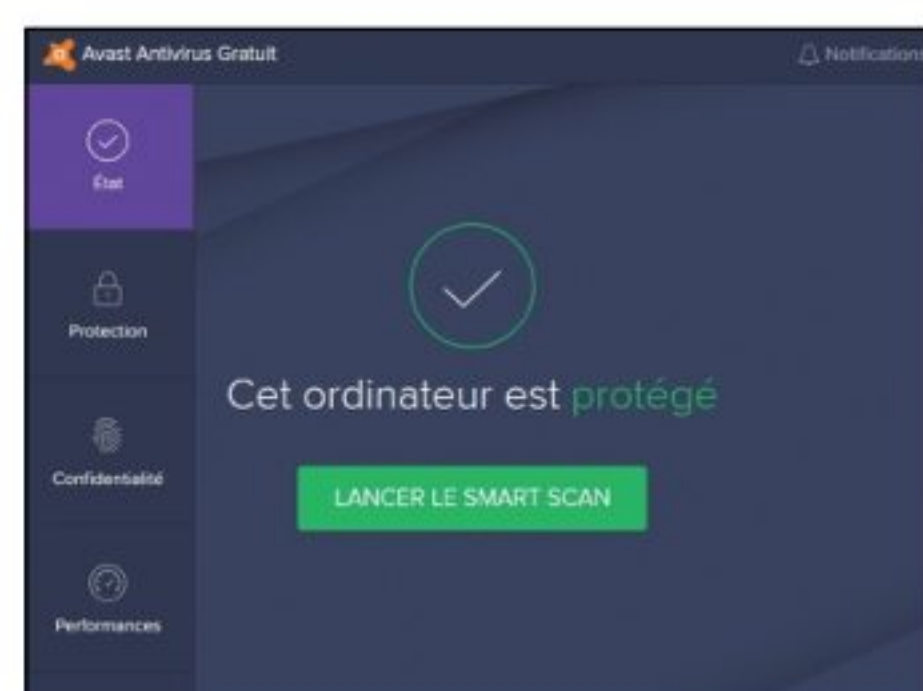 Avast Antivirus Gratuit
Notifications
État
Protection
Cet ordinateur est protégé
Confidentialité
LANCER LE SMART SCAN
Performances